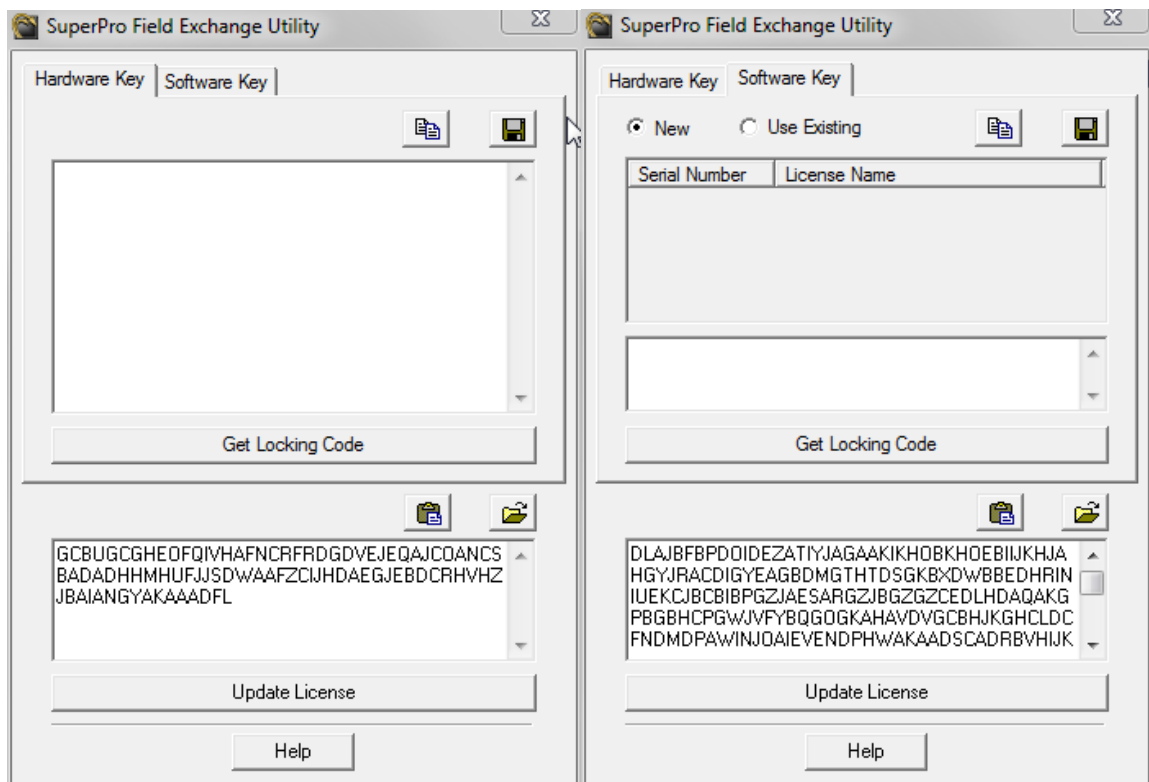 SuperPro Field Exchange Utility
Hardware Key
Software Key
Get Locking Code
GCBUGCGHEOFQIVHAFNCRFRDGDVEJEQAJCOANCS
BADADHHMHUFJJSDWAAFZCIJHDAEGJEBDCRHVHZ
JBAIANGYAKAAADFL
Update License
Help
SuperPro Field Exchange Utility
Hardware Key
Software Key
New
Use Existing
Serial Number
License Name
Get Locking Code
DLAJBFBPDOIDEZATIYJAGAAKIKHOBKHOEBIIJKHJA
HGYJRACDIGYEAGBDMGTHTDSGKBXDWBBEDHRIN
IUEKCJBCBIBPGZJAESARGZJBGZGZCEDLHDAQAKG
PBGBHCPGWJVFYBQGOGKAHAVDVGCBHJKGHCLDC
FNDMDPAWINJOAIEVENDPHWAKAADSCADRBVHIJK
Update License
Help